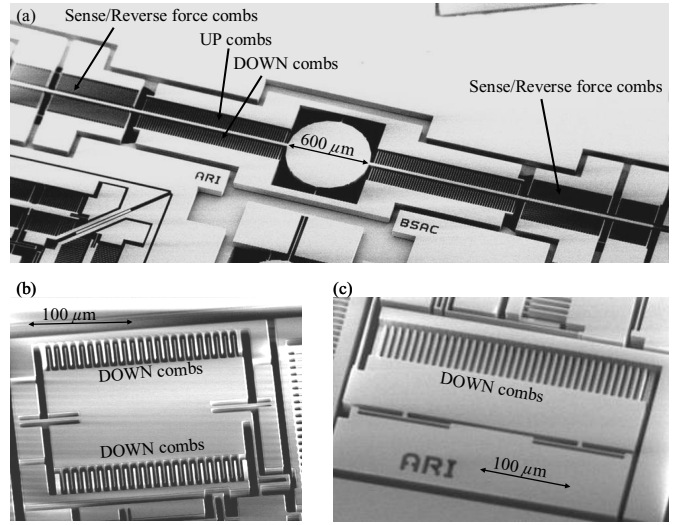 (a)
Sense/Reverse force combs
UP combs
DOWN combs
Sense/Reverse force combs
600 µm
ARI
BSAC
(b)
(c)
100 µm
DOWN combs
DOWN combs
DOWN combs
ARI
100 µm